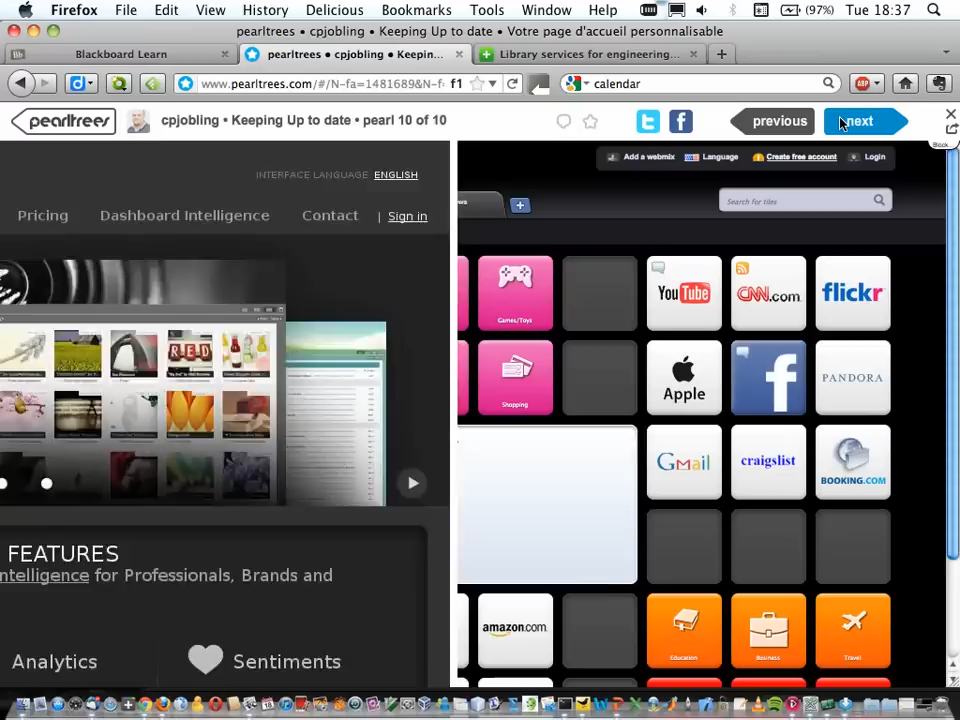 Firefox File Edit View History Delicious Bookmarks Tools Window Help (97%) Tue 18:37
pearltrees • cpjobling • Keeping Up to date • Votre page d'accueil personnalisable
Blackboard Learn × pearltrees • cpjobling • Keepin... × Library services for engineering... ×
www.pearltrees.com/#/N-fa=1481689&N-f f1 calendar
pearltrees cpjobling • Keeping Up to date • pearl 10 of 10 previous next
Block...
INTERFACE LANGUAGE ENGLISH
Pricing Dashboard Intelligence Contact | Sign in
RED
FEATURES
ntelligence for Professionals, Brands and
Analytics Sentiments
Add a webmix Language Create free account Login
ws
Search for tiles
Games/Toys YouTube CNN.com flickr
Shopping Apple f PANDORA
Gmail craigslist BOOKING.COM
amazon.com Education Business Travel